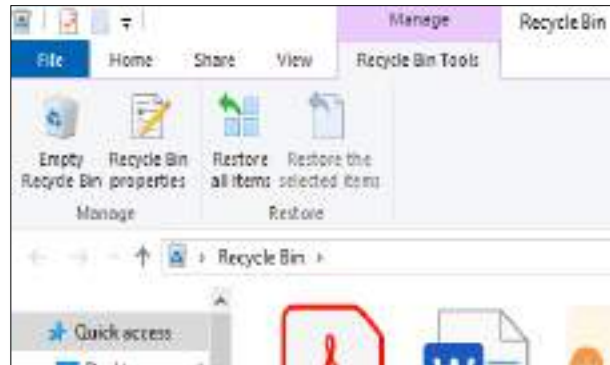 Manage Recycle Bin
File Home Share View Recycle Bin Tools
Empty Recycle Bin Restore Restore the
Recycle Bin properties all items selected items
Manage Restore
Recycle Bin
Quick access